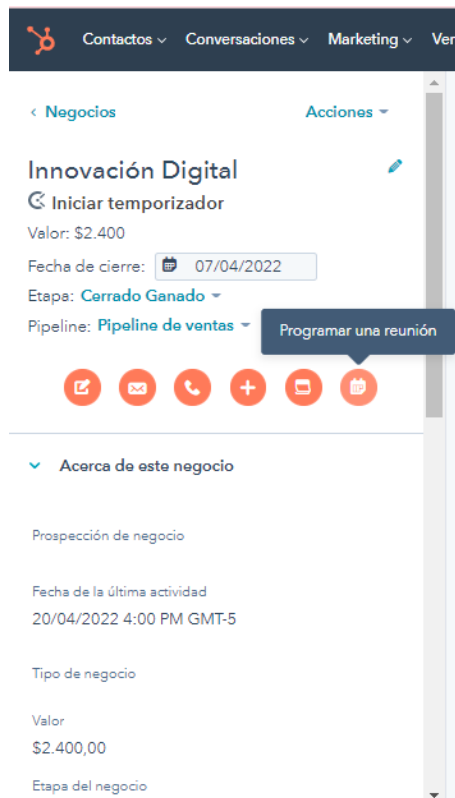 Contactos Conversaciones Marketing Ver
Negocios Acciones
Innovación Digital
Iniciar temporizador
Valor: $2.400
Fecha de cierre: 07/04/2022
Etapa: Cerrado Ganado
Pipeline: Pipeline de ventas
Programar una reunión
Acerca de este negocio
Prospección de negocio
Fecha de la última actividad
20/04/2022 4:00 PM GMT-5
Tipo de negocio
Valor
$2.400,00
Etapa del negocio